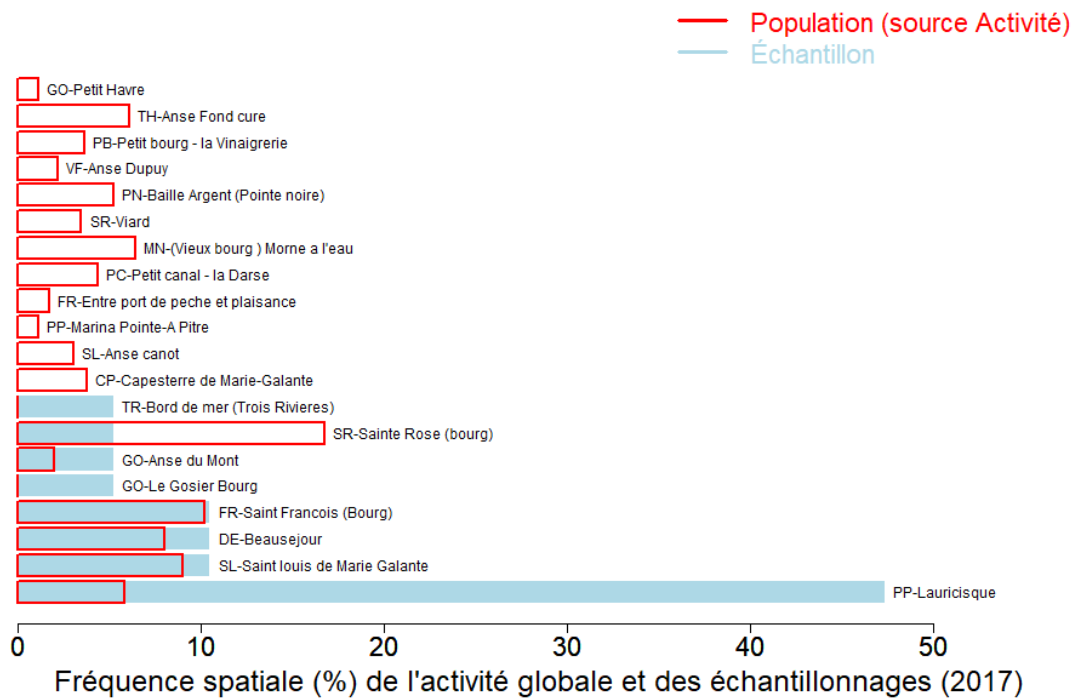 Population (source Activité)
Échantillon
GO-Petit Havre
TH-Anse Fond cure
PB-Petit bourg - la Vinaigrerie
VF-Anse Dupuy
PN-Baille Argent (Pointe noire)
SR-Viard
MN-(Vieux bourg ) Morne a l'eau
PC-Petit canal - la Darse
FR-Entre port de peche et plaisance
PP-Marina Pointe-A Pitre
SL-Anse canot
CP-Capesterre de Marie-Galante
TR-Bord de mer (Trois Rivieres)
SR-Sainte Rose (bourg)
GO-Anse du Mont
GO-Le Gosier Bourg
FR-Saint Francois (Bourg)
DE-Beausejour
SL-Saint louis de Marie Galante
PP-Lauricisque
0 10 20 30 40 50
Fréquence spatiale (%) de l'activité globale et des échantillonnages (2017)